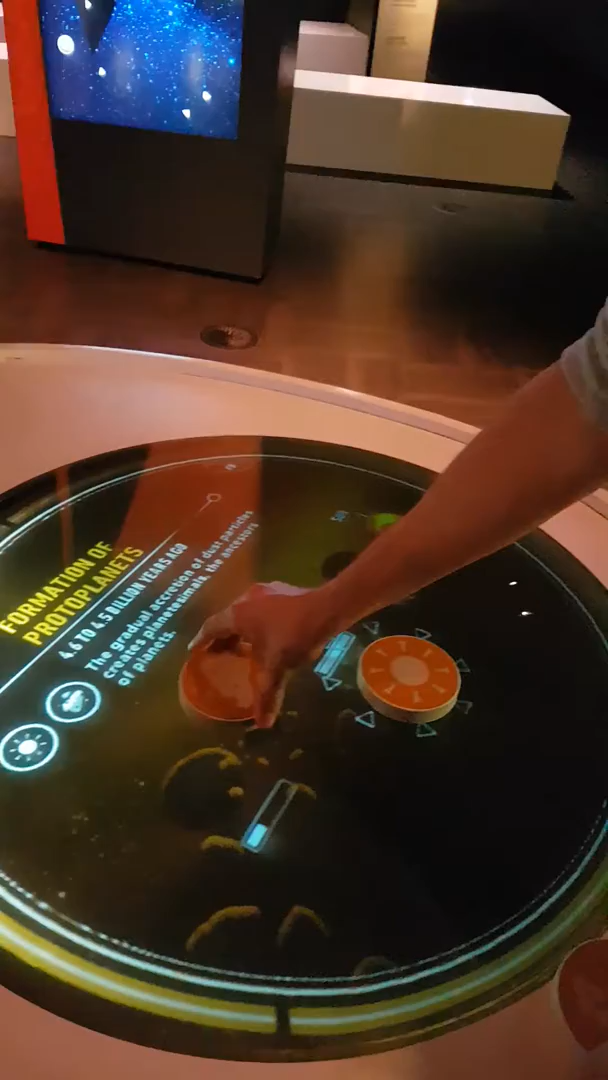 FORMATION OF
PROTOPLANETS
4.6 TO 4.5 BILLION YEARS AGO
The gradual accretion of dust particles
creates planetesimals, the ancestors
of planets.